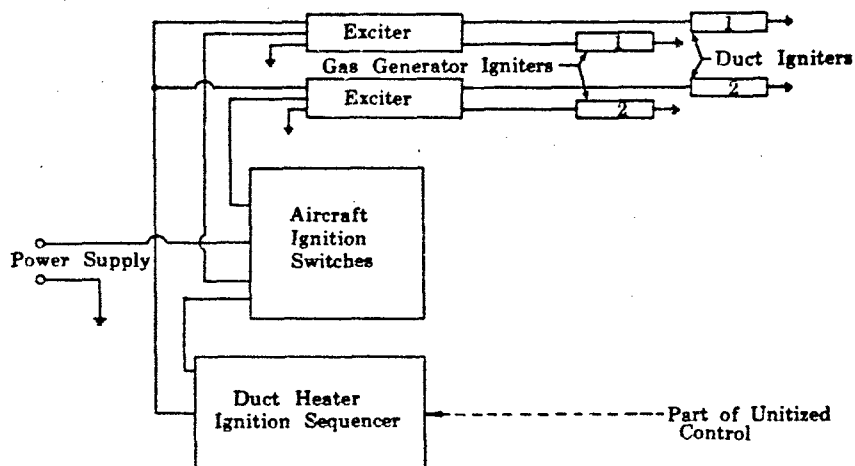 Exciter
1
1
Duct Igniters
Gas Generator Igniters
Exciter
2
2
Aircraft
Ignition
Switches
Power Supply
Duct Heater
Ignition Sequencer
Part of Unitized
Control